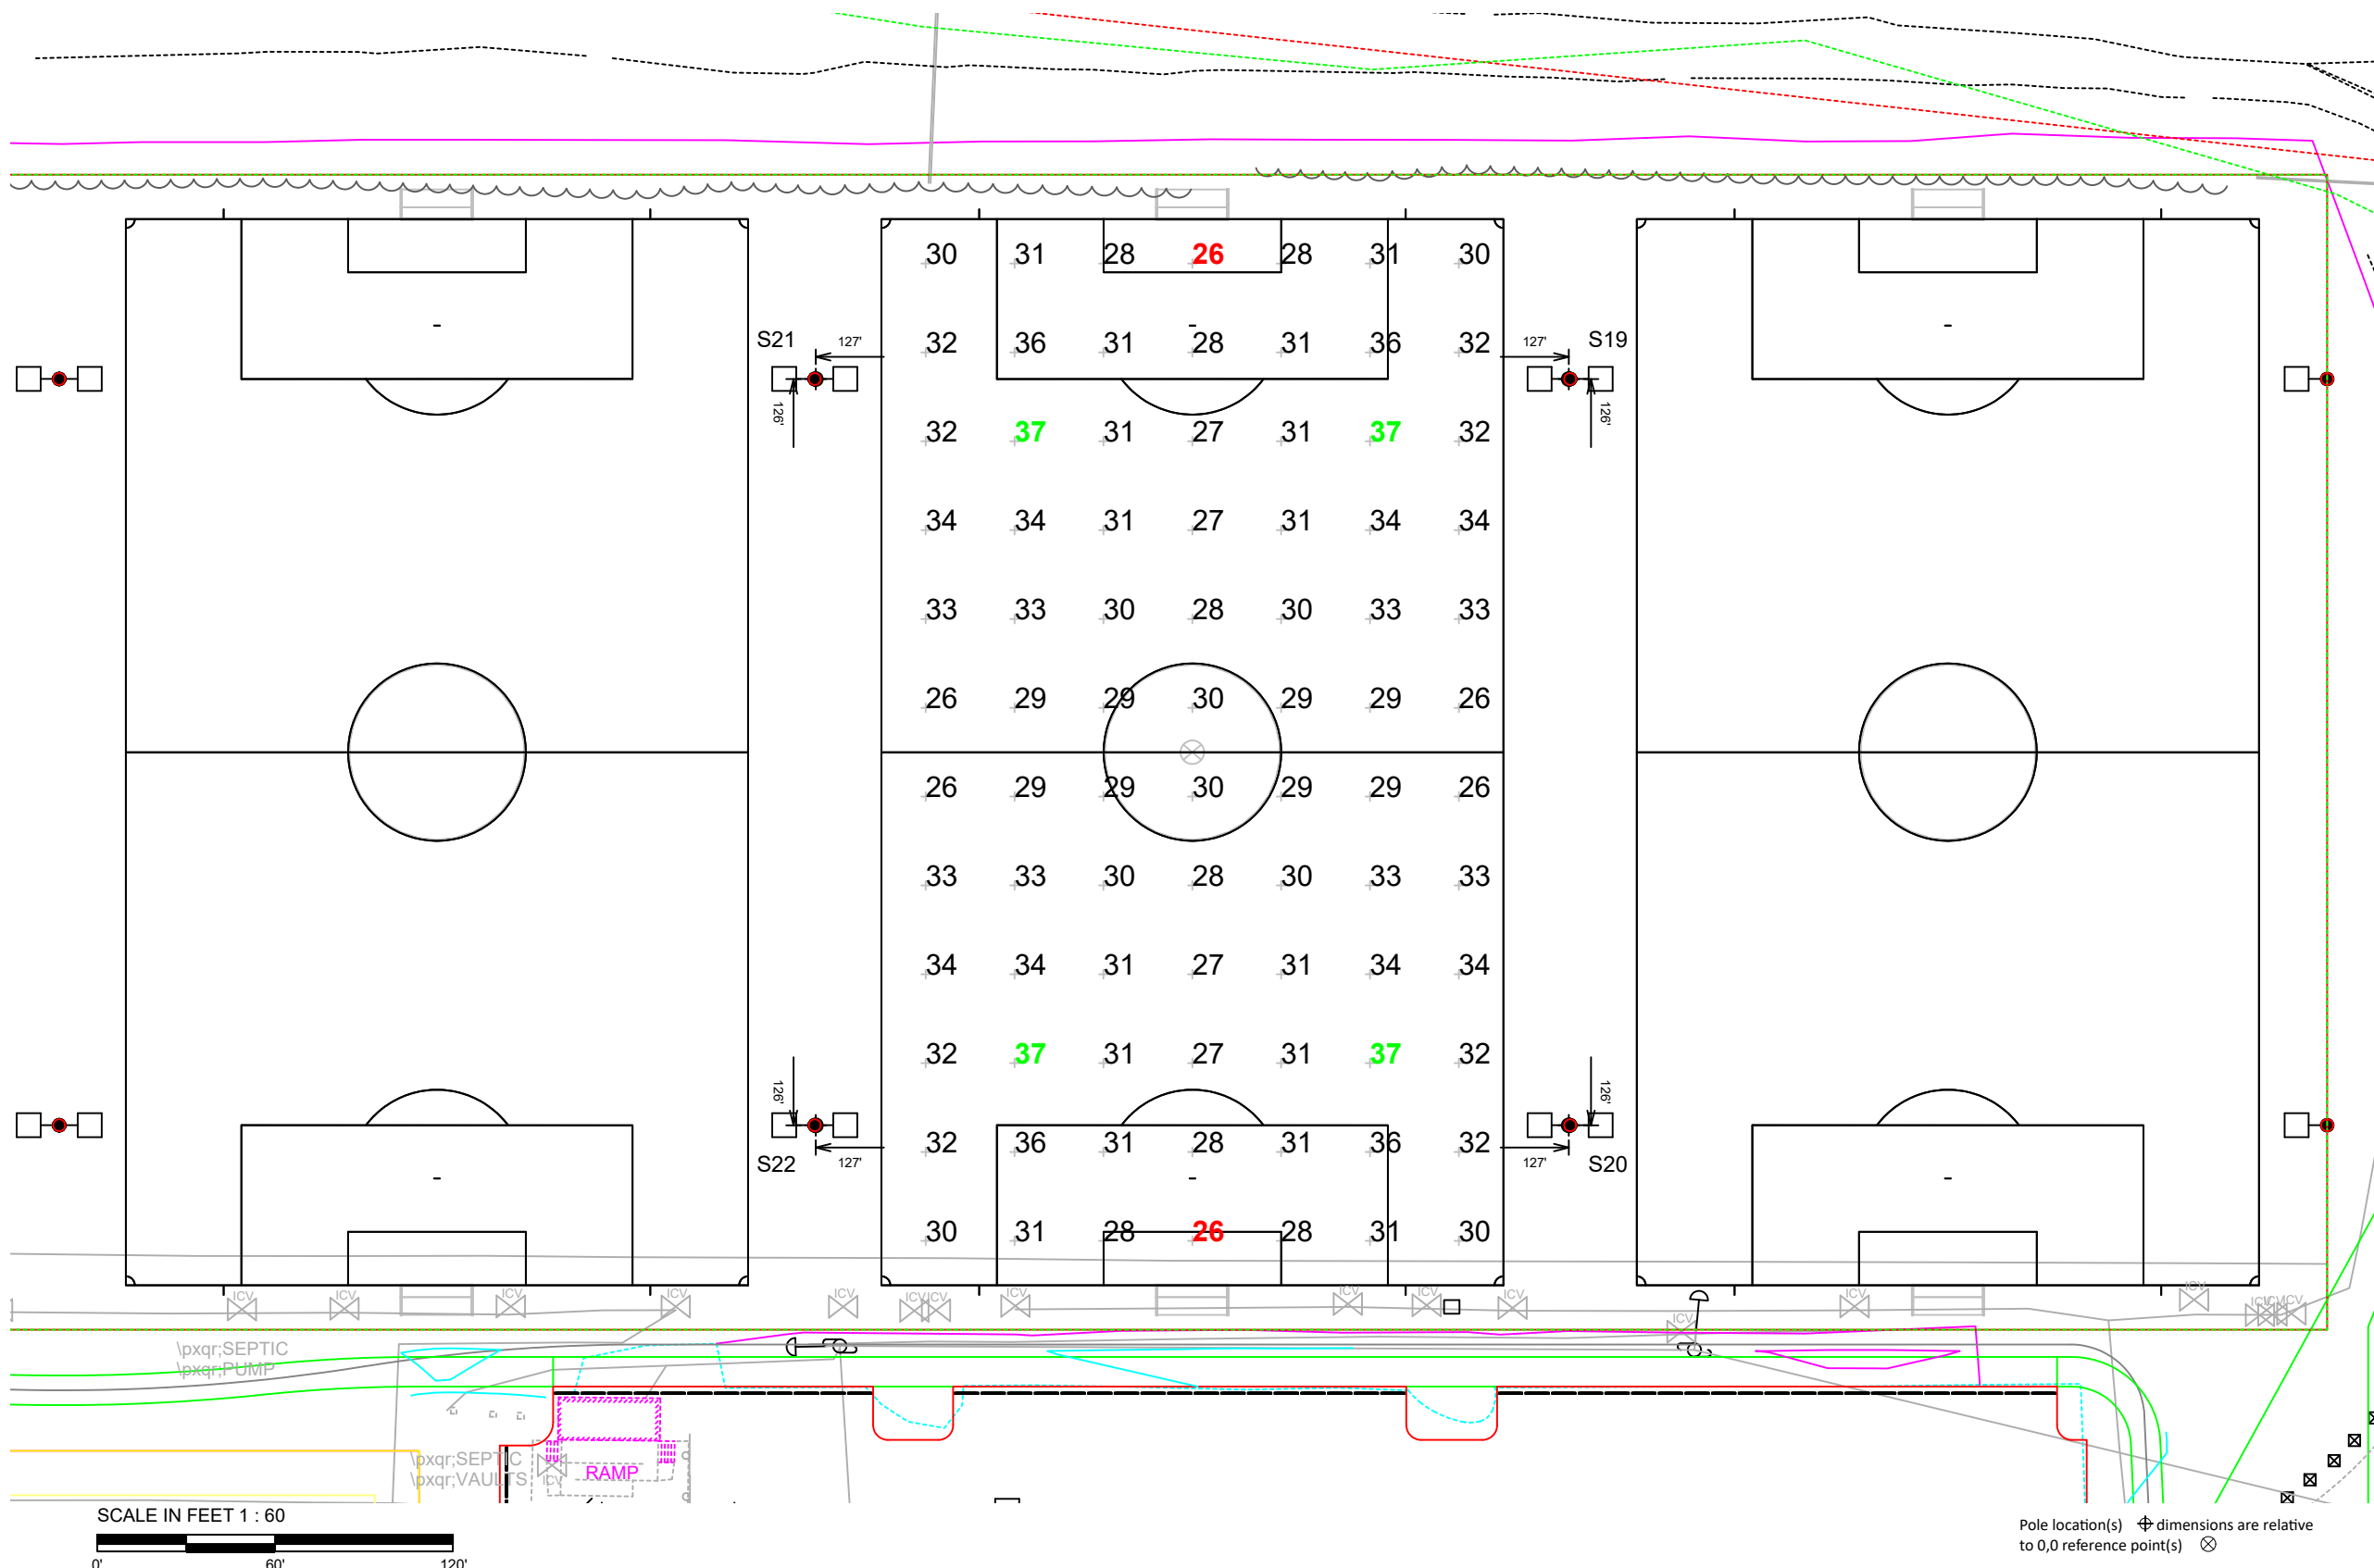 30 31 28 26 28 31 30
S21 127' 32 36 31 28 31 36 32 127' S19
126' 126'
32 37 31 27 31 37 32
34 34 31 27 31 34 34
33 33 30 28 30 33 33
26 29 29 30 29 29 26
26 29 29 30 29 29 26
33 33 30 28 30 33 33
34 34 31 27 31 34 34
32 37 31 27 31 37 32
126' 126'
32 36 31 28 31 36 32
S22 127' 127' S20
30 31 28 26 28 31 30
ICV ICV ICV ICV ICV ICV ICV ICV ICV ICV ICV ICV ICV ICV ICV ICV ICV
\pxqr;SEPTIC
\pxqr;PUMP
\pxqr;SEPTIC
\pxqr;VAULTS ICV
RAMP
SCALE IN FEET 1 : 60
0' 60' 120'
Pole location(s) dimensions are relative
to 0,0 reference point(s)